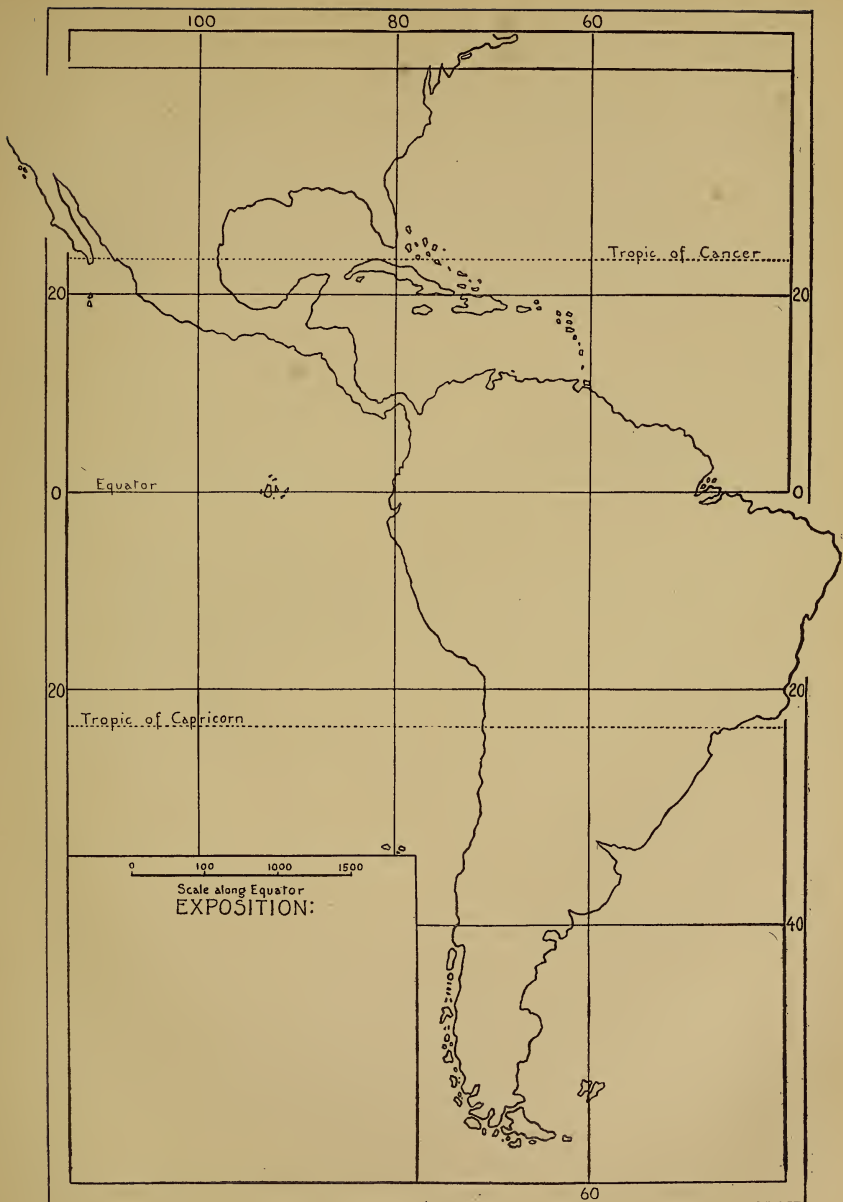 100 80 60
Tropic of Cancer
20 20
Equator
0 0
20 20
Tropic of Capricorn
0 100 1000 1500
Scale along Equator
EXPOSITION:
40
60